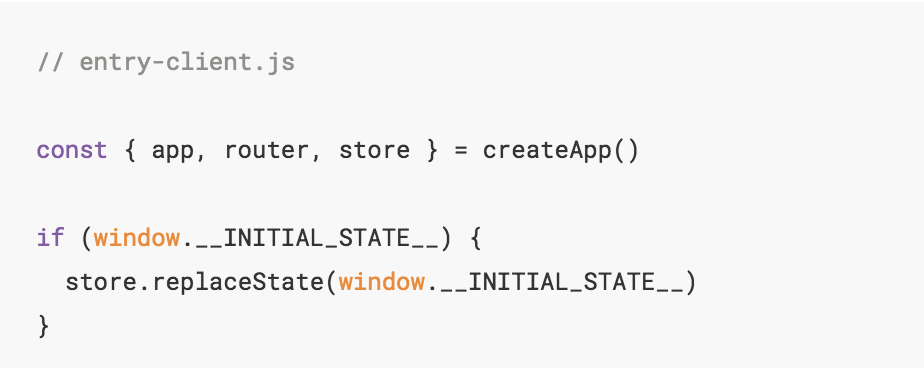 // entry-client.js
const { app, router, store } = createApp()
if (window.__INITIAL_STATE__) {
  store.replaceState(window.__INITIAL_STATE__)
}